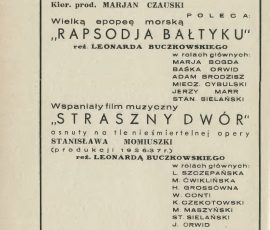 Kier. prod. MARJAN CZAUSKI
POLECA:
Wielką epopeę morską
„RAPSODJA BAŁTYKU"
reż. LEONARDA BUCZKOWSKIEGO
w rolach głównych:
MARJA BOGDA
BAŚKA ORWID
ADAM BRODZISZ
MIECZ. CYBULSKI
JERZY MARR
STAN. SIELAŃSKI
Wspaniały film muzyczny
„STRASZNY DWÓR"
osnuty na tle nieśmiertelnej opery
STANISŁAWA MOMIUSZKI
(produkcji 1936-37 r.)
reż. LEONARDA BUCZKOWSKIEGO
w rolach głównych:
L. SZCZEPAŃSKA
M. ĆWIKLIŃSKA
H. GROSSÓWNA
W. CONTI
K. CZEKOTOWSKI
M. MASZYŃSKI
ST. SIELAŃSKI
J. ORWID